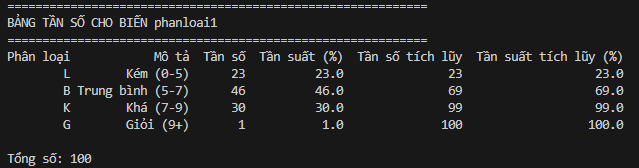 ============================================================
BẢNG TẦN SỐ CHO BIẾN phanloai1
============================================================
Phân loại Mô tả Tần số Tần suất (%) Tần số tích lũy Tần suất tích lũy (%)
L Kém (0-5) 23 23.0 23 23.0
B Trung bình (5-7) 46 46.0 69 69.0
K Khá (7-9) 30 30.0 99 99.0
G Giỏi (9+) 1 1.0 100 100.0
Tổng số: 100